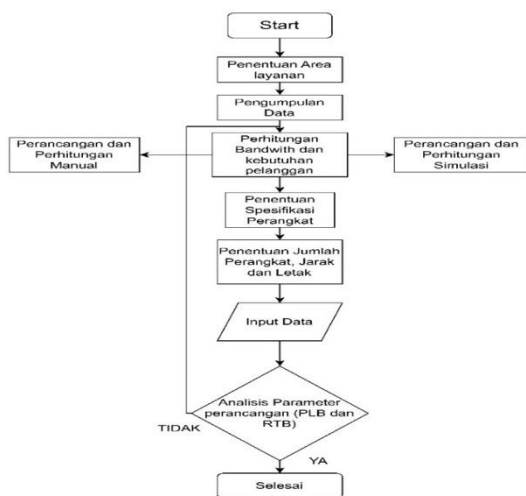 Start
Penentuan Area
layanan
Pengumpulan
Data
Perancangan dan
Perhitungan
Manual
Perhitungan
Bandwith dan
kebutuhan
pelanggan
Perancangan dan
Perhitungan
Simulasi
Penentuan
Spesifikasi
Perangkat
Penentuan Jumlah
Perangkat, Jarak
dan Letak
Input Data
Analisis Parameter
perancangan (PLB dan
RTB)
TIDAK
YA
Selesai